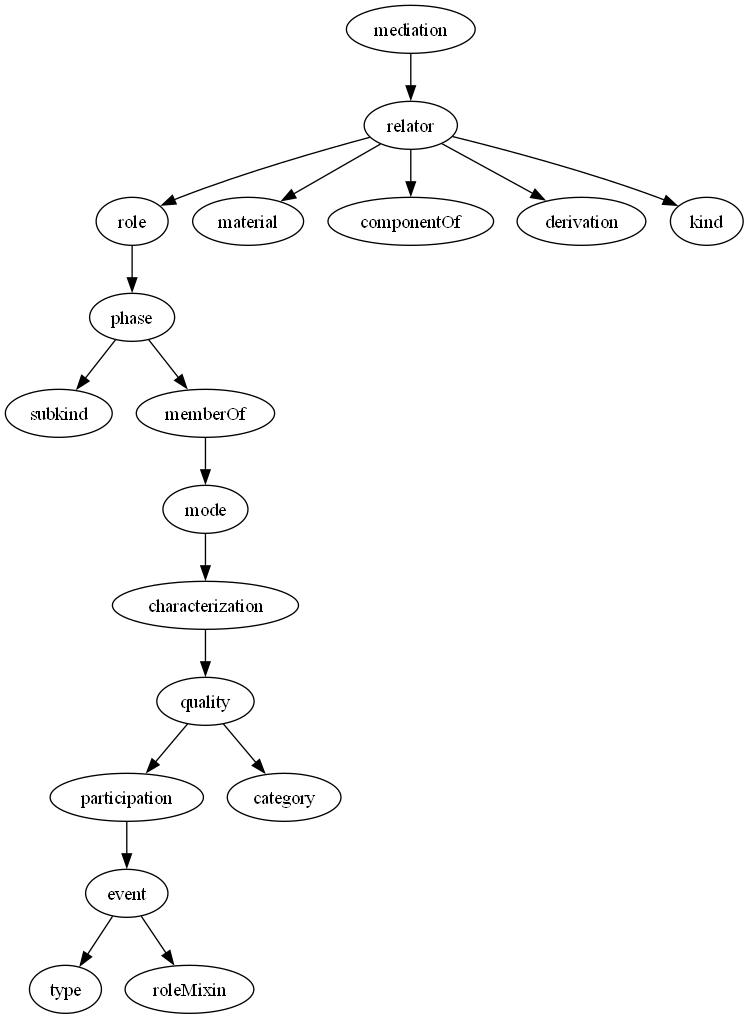 mediation
relator
role
material
componentOf
derivation
kind
phase
subkind
memberOf
mode
characterization
quality
participation
category
event
type
roleMixin